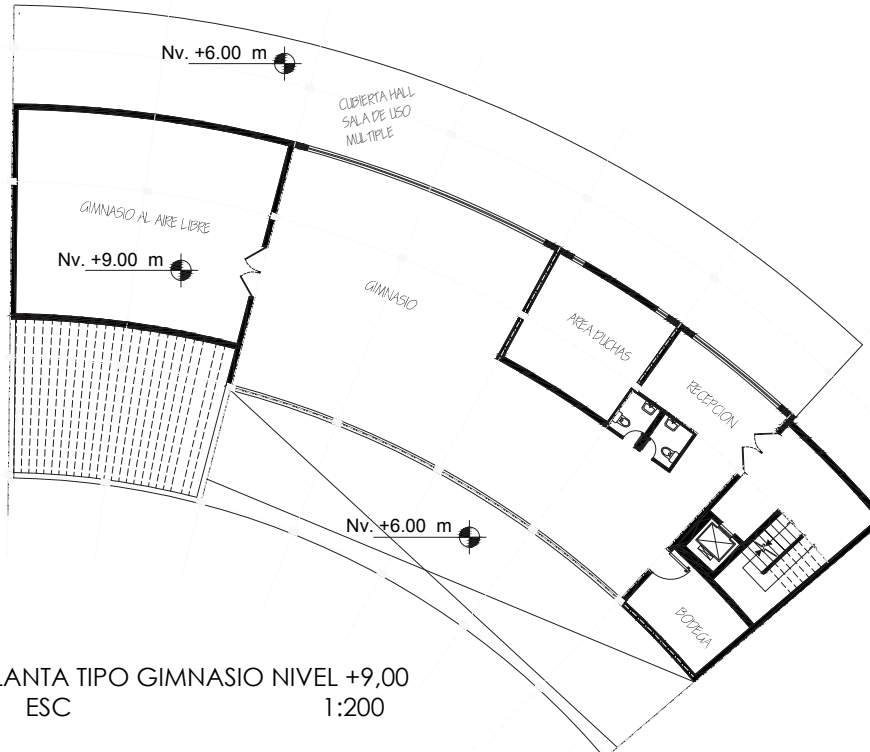 Nv. +6.00 m
CUBIERTA HALL
SALA DE USO
MULTIPLE
GIMNASIO AL AIRE LIBRE
Nv. +9.00 m
GIMNASIO
AREA DUCHAS
RECEPCION
Nv. +6.00 m
BODEGA
LANTA TIPO GIMNASIO NIVEL +9,00
ESC 1:200